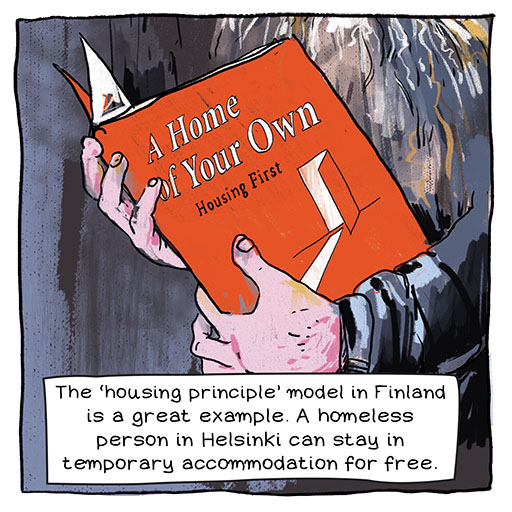 A Home
of Your Own
Housing First
The ‘housing principle’ model in Finland
is a great example. A homeless
person in Helsinki can stay in
temporary accommodation for free.